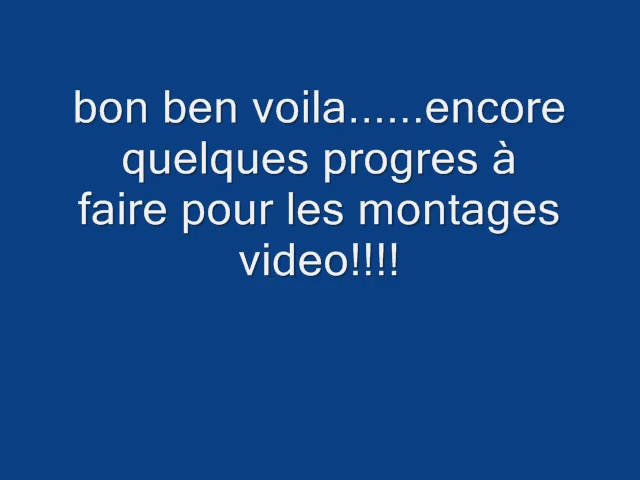 bon ben voila......encore
quelques progres à
faire pour les montages
video!!!!